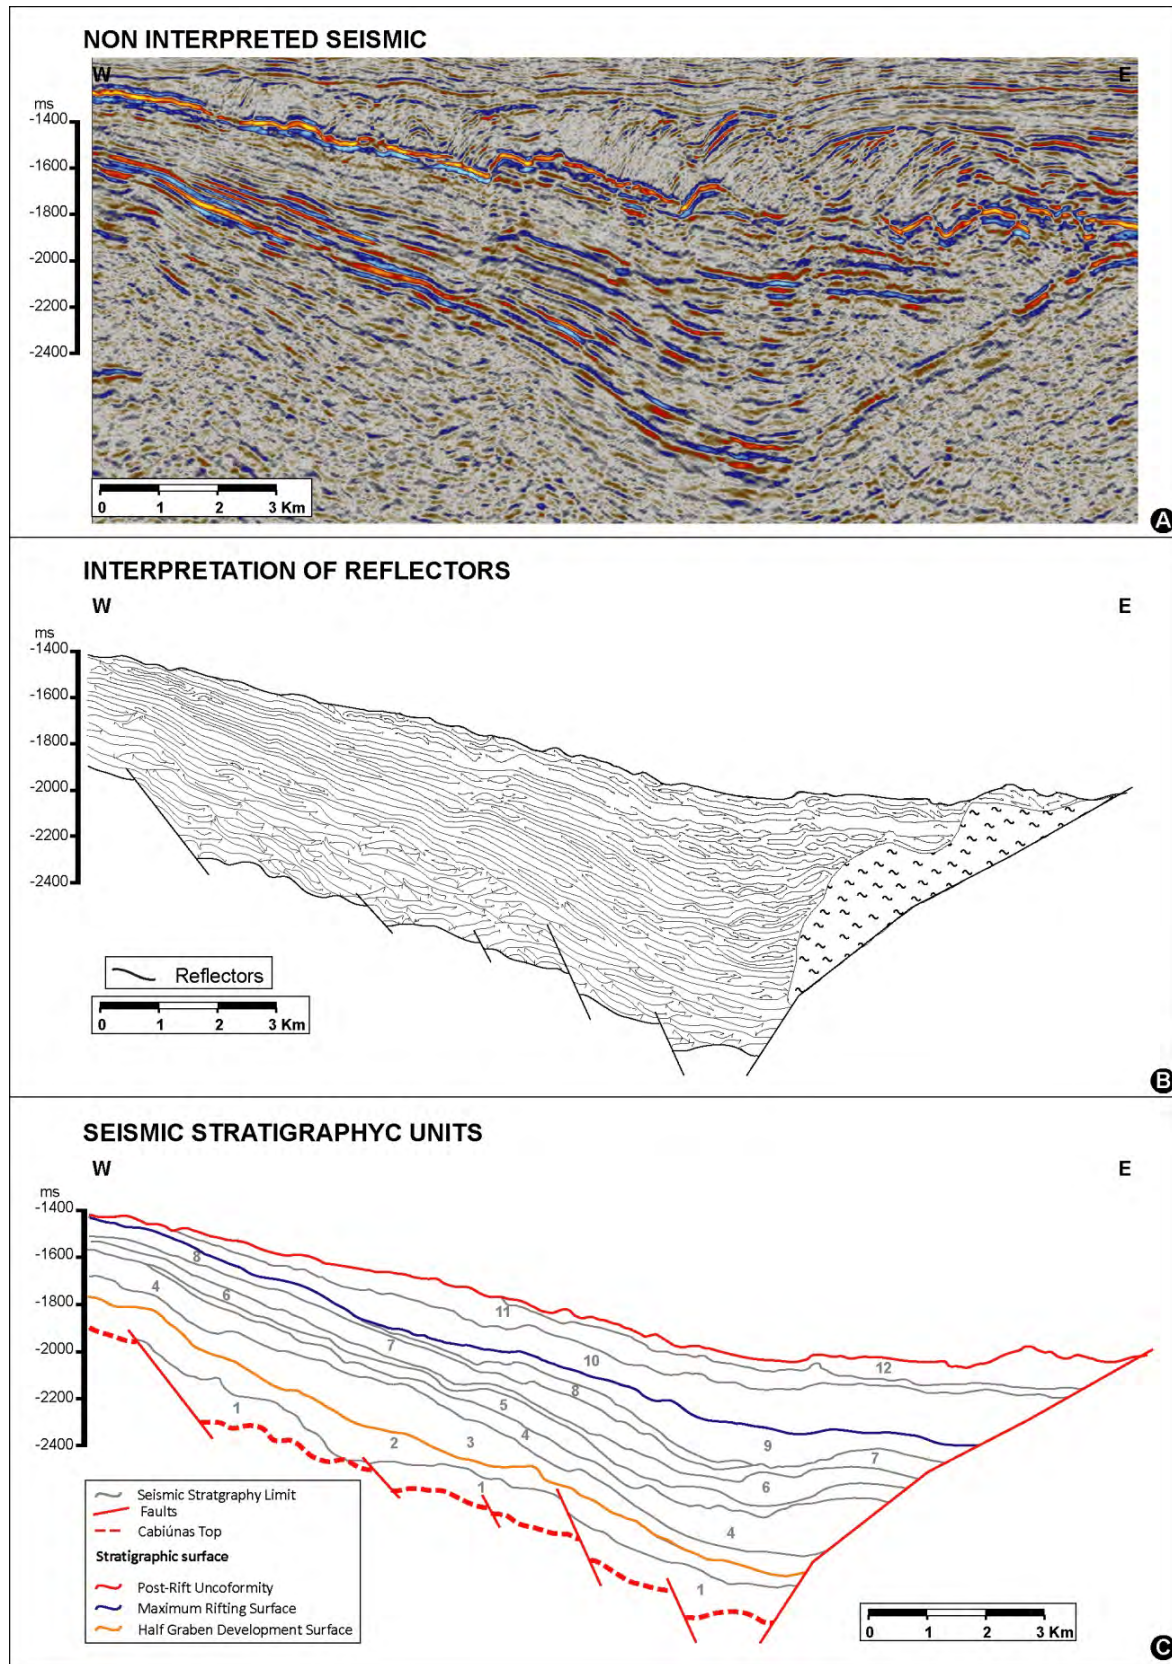 NON INTERPRETED SEISMIC
W E
ms
-1400
-1600
-1800
-2000
-2200
-2400
0 1 2 3 Km
A
INTERPRETATION OF REFLECTORS
W E
ms
-1400
-1600
-1800
-2000
-2200
-2400
Reflectors
0 1 2 3 Km
B
SEISMIC STRATIGRAPHYC UNITS
W E
ms
-1400
-1600
-1800
-2000
-2200
-2400
8
4
6
11
7
10
12
8
5
4
9
7
3
2
6
1
1
4
1
Seismic Stratgraphy Limit
Faults
Cabiúnas Top
Stratigraphic surface
Post-Rift Uncoformity
Maximum Rifting Surface
Half Graben Development Surface
0 1 2 3 Km
C